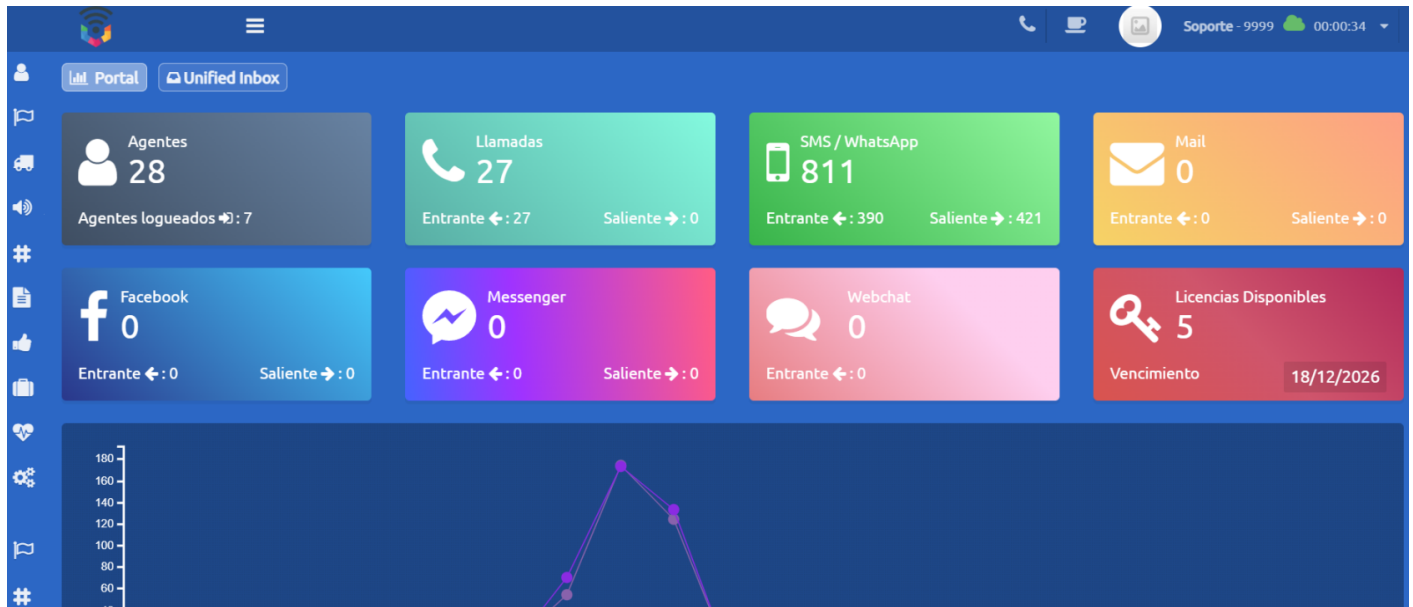 Soporte - 9999 00:00:34
Portal
Unified Inbox
Agentes
28
Agentes logueados : 7
Llamadas
27
Entrante : 27 Saliente : 0
SMS / WhatsApp
811
Entrante : 390 Saliente : 421
Mail
0
Entrante : 0 Saliente : 0
Facebook
0
Entrante : 0 Saliente : 0
Messenger
0
Entrante : 0 Saliente : 0
Webchat
0
Entrante : 0
Licencias Disponibles
5
Vencimiento 18/12/2026
180
160
140
120
100
80
60